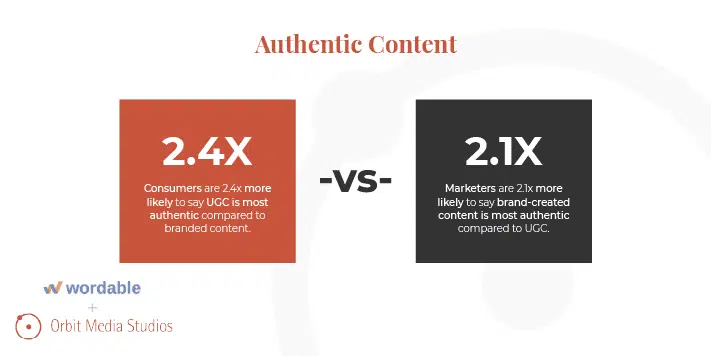 Authentic Content
2.4X
Consumers are 2.4x more
likely to say UGC is most
authentic compared to
branded content.
-vs-
2.1X
Marketers are 2.1x more
likely to say brand-created
content is most authentic
compared to UGC.
wordable
+
Orbit Media Studios